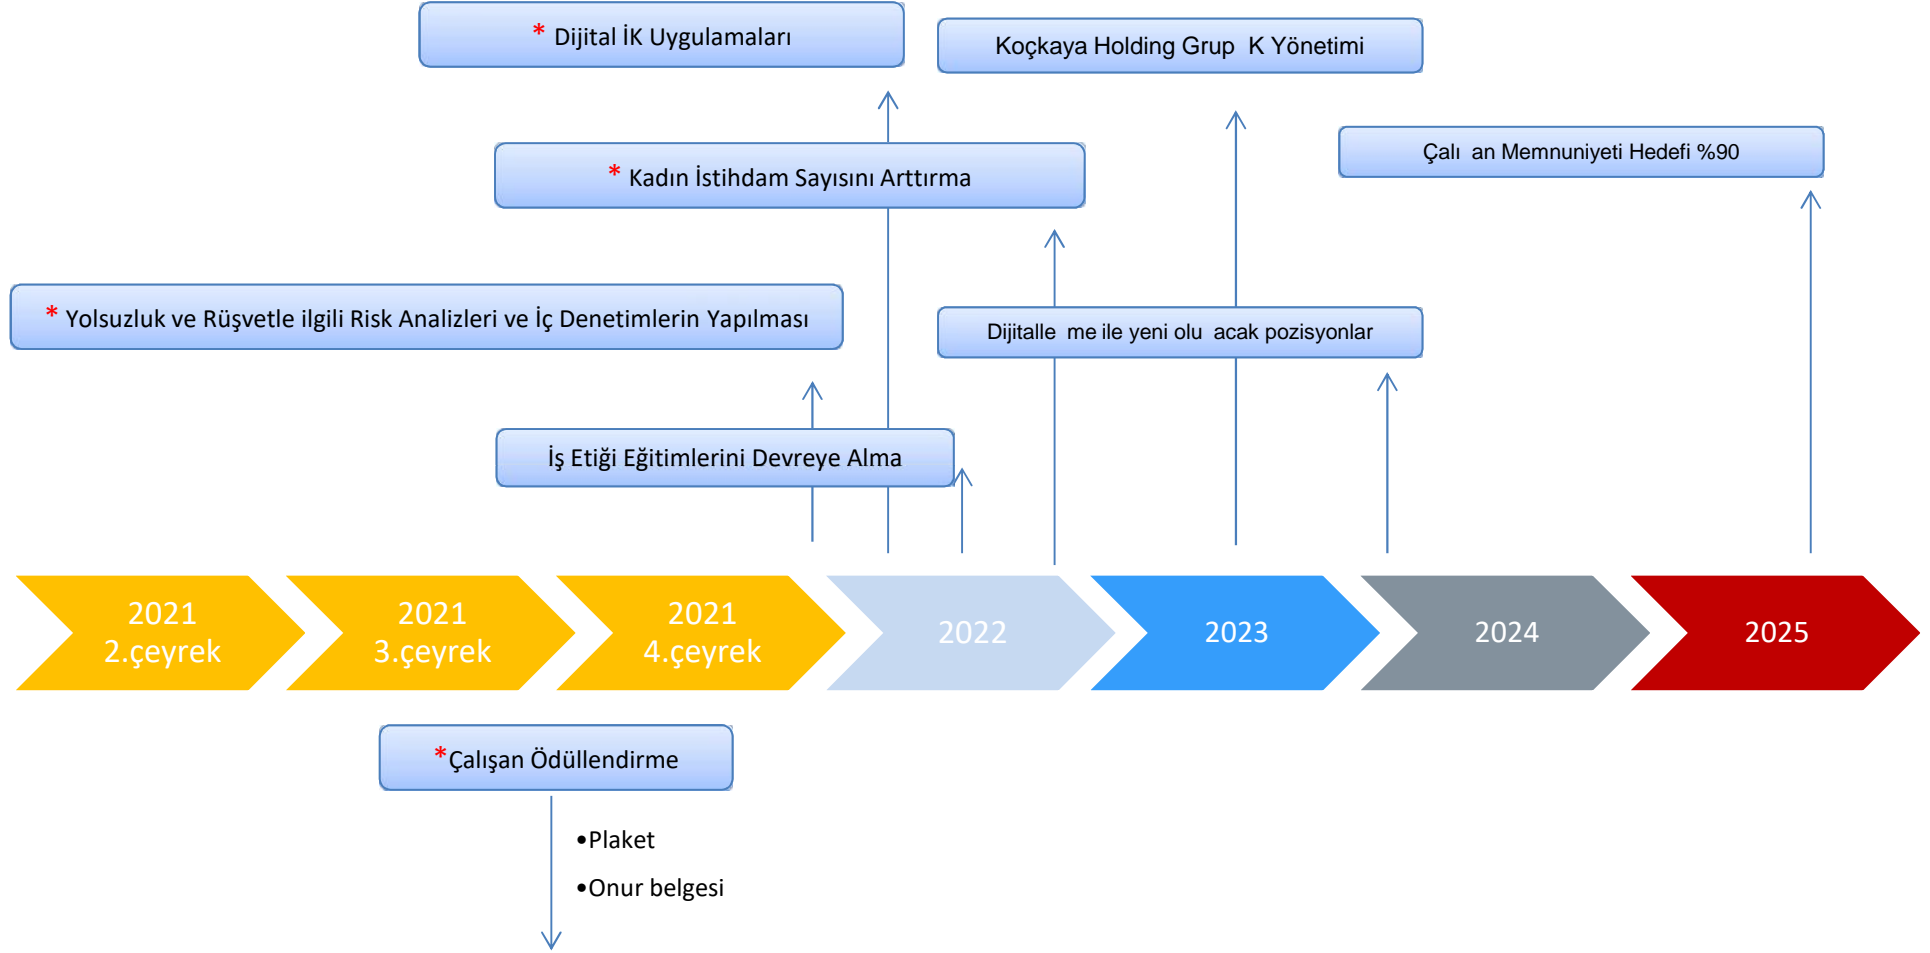 * Dijital İK Uygulamaları
Koçkaya Holding Grup K Yönetimi
Çalı an Memnuniyeti Hedefi %90
* Kadın İstihdam Sayısını Arttırma
* Yolsuzluk ve Rüşvetle ilgili Risk Analizleri ve İç Denetimlerin Yapılması
Dijitalle me ile yeni olu acak pozisyonlar
İş Etiği Eğitimlerini Devreye Alma
2021
2.çeyrek
2021
3.çeyrek
2021
4.çeyrek
2022
2023
2024
2025
*Çalışan Ödüllendirme
•Plaket
•Onur belgesi